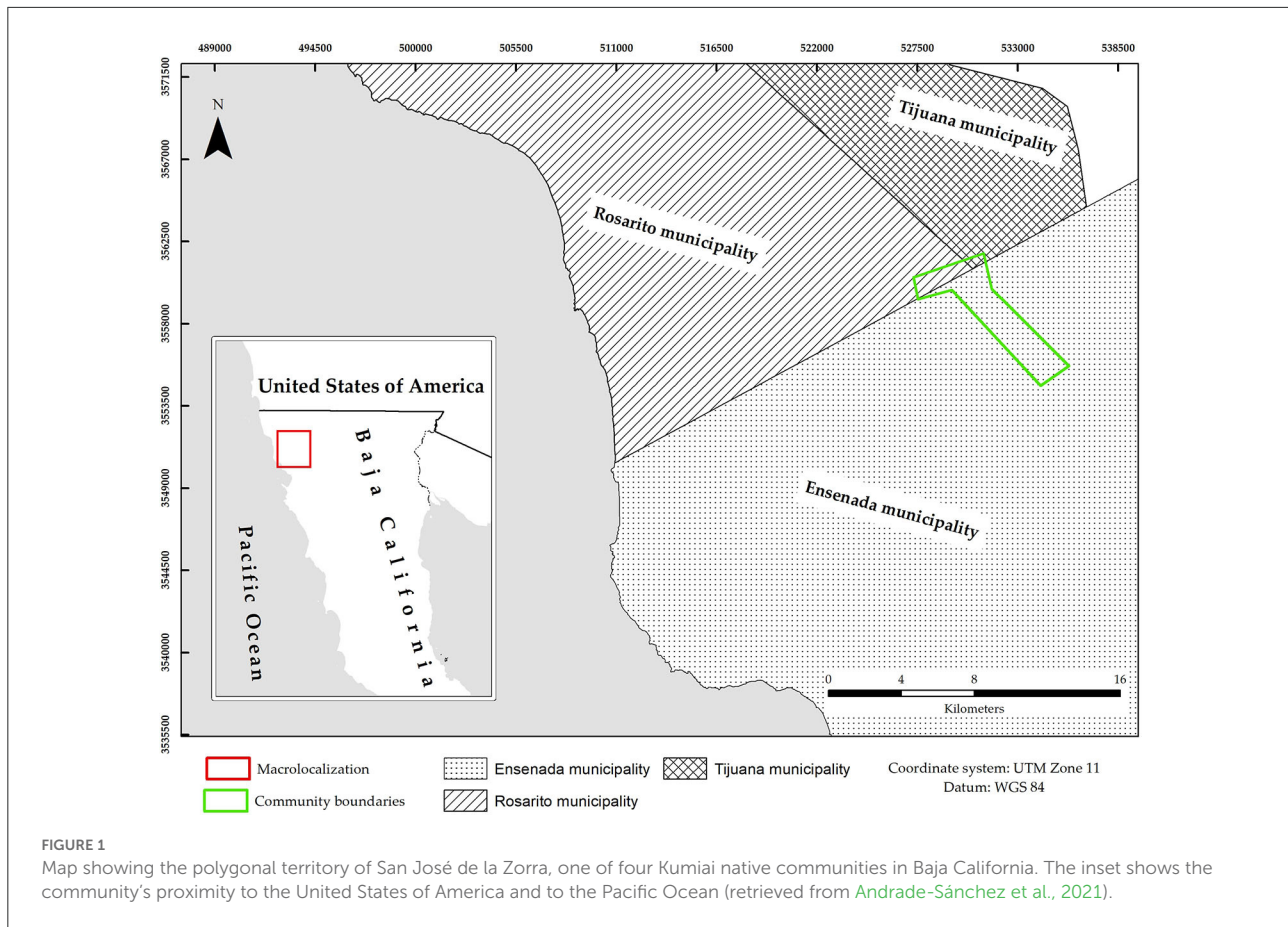 489000 494500 500000 505500 511000 516500 522000 527500 533000 538500
3571500
3567000
3562500
3558000
3553500
3549000
3544500
3540000
3535500
N
Tijuana municipality
Rosarito municipality
Ensenada municipality
United States of America
Baja California
Pacific Ocean
0 4 8 16
Kilometers
Macrolocalization
Community boundaries
Ensenada municipality
Rosarito municipality
Tijuana municipality
Coordinate system: UTM Zone 11
Datum: WGS 84
FIGURE 1
Map showing the polygonal territory of San José de la Zorra, one of four Kumiai native communities in Baja California. The inset shows the
community's proximity to the United States of America and to the Pacific Ocean (retrieved from Andrade-Sánchez et al., 2021).